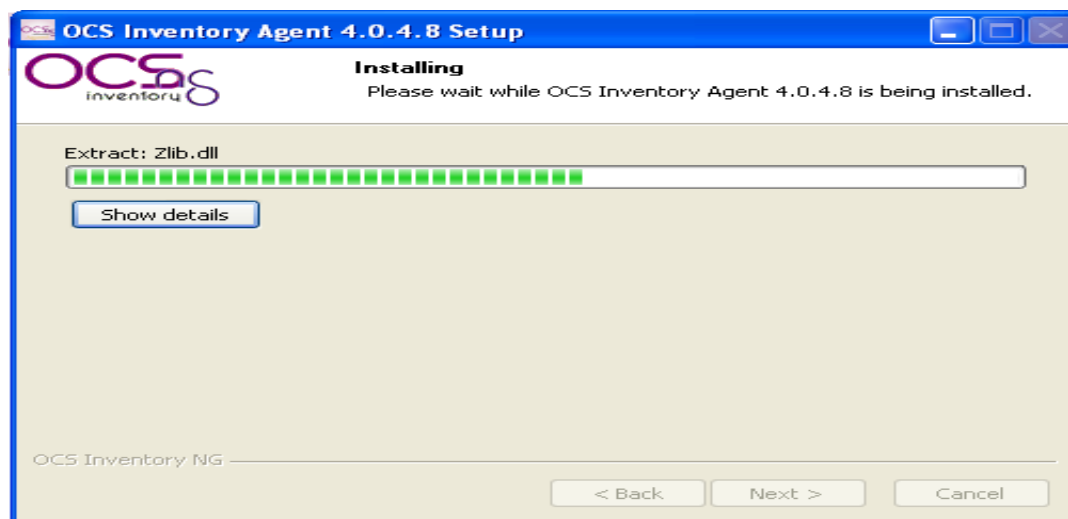 OCS Inventory Agent 4.0.4.8 Setup
OCS
inventory
Installing
Please wait while OCS Inventory Agent 4.0.4.8 is being installed.
Extract: Zlib.dll
Show details
OCS Inventory NG
< Back
Next >
Cancel